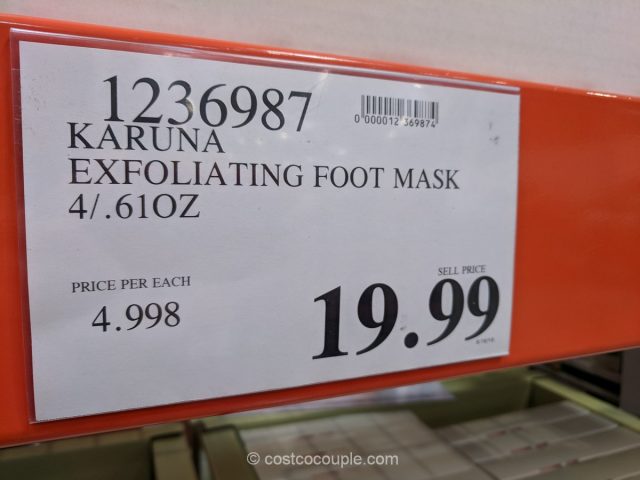 1236987
0"000012"369874
KARUNA
EXFOLIATING FOOT MASK
4/.61OZ
PRICE PER EACH
4.998
SELL PRICE
19.99
© costcocouple.com